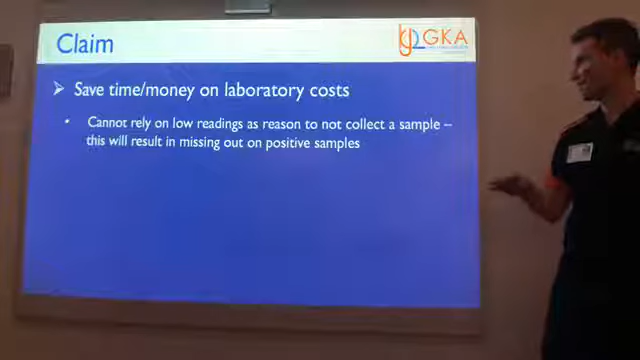 Claim
GKA
➢ Save time/money on laboratory costs
• Cannot rely on low readings as reason to not collect a sample –
this will result in missing out on positive samples